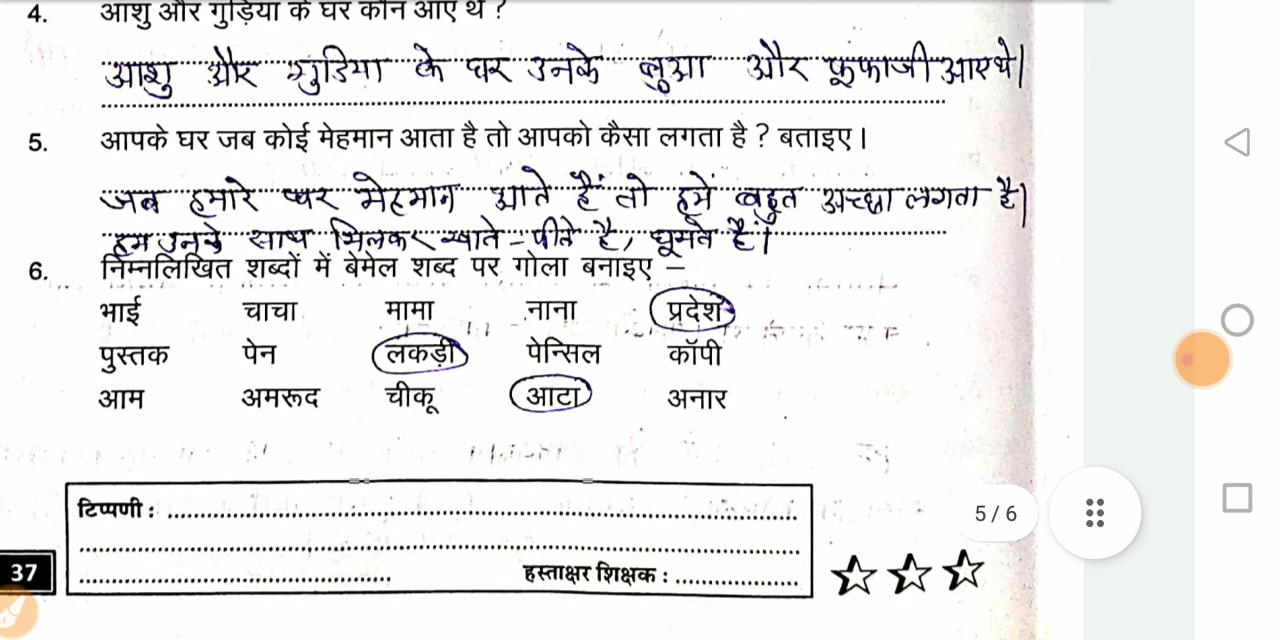 4. आशु और गुड़िया के घर कौन आए थे ?
आशु और गुडिया के घर उनके बुआ और फूफाजी आए थे।
5. आपके घर जब कोई मेहमान आता है तो आपको कैसा लगता है ? बताइए।
जब हमारे घर मेहमान आते हैं तो हमें बहुत अच्छा लगता है।
हम उनके साथ मिलकर खाते - पीते है, घूमते हैं।
6. निम्नलिखित शब्दों में बेमेल शब्द पर गोला बनाइए –
भाई चाचा मामा नाना प्रदेश
पुस्तक पेन लकड़ी पेन्सिल कॉपी
आम अमरूद चीकू आटा अनार
टिप्पणी :
5 / 6
37
हस्ताक्षर शिक्षक :